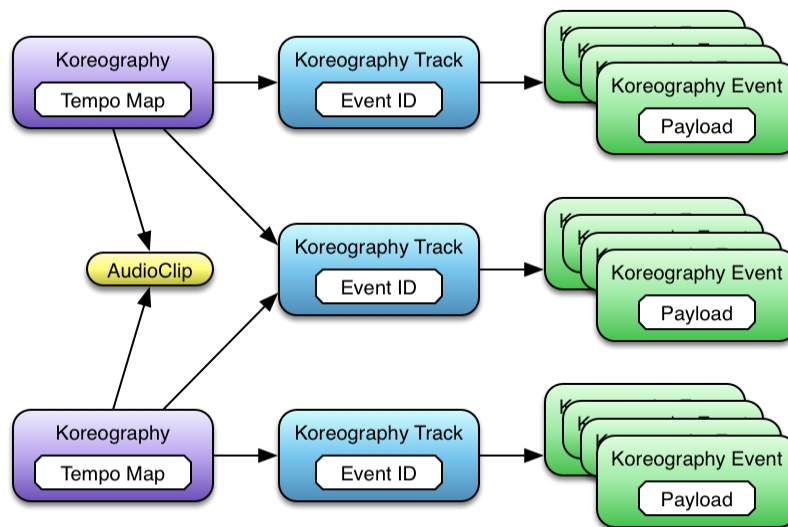 Koreography
Tempo Map
Koreography Track
Event ID
Koreography Event
Payload
AudioClip
Koreography Track
Event ID
Koreography Event
Payload
Koreography
Tempo Map
Koreography Track
Event ID
Koreography Event
Payload